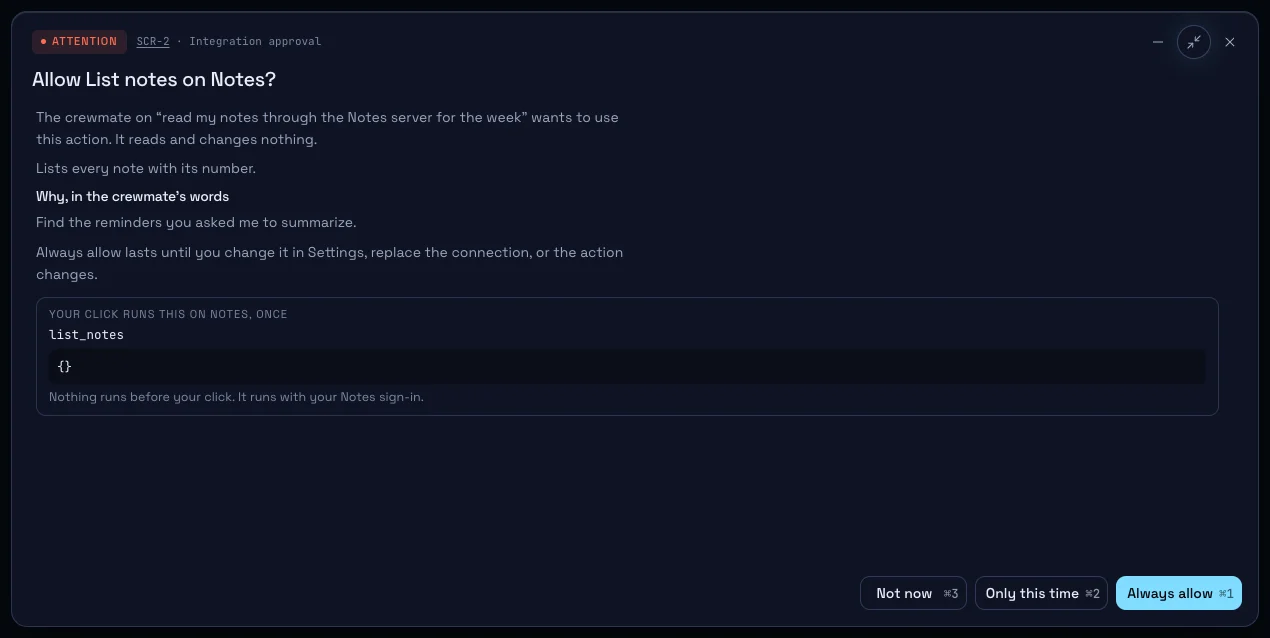 ATTENTION SCR-2 · Integration approval
Allow List notes on Notes?
The crewmate on “read my notes through the Notes server for the week” wants to use
this action. It reads and changes nothing.
Lists every note with its number.
Why, in the crewmate’s words
Find the reminders you asked me to summarize.
Always allow lasts until you change it in Settings, replace the connection, or the action
changes.
YOUR CLICK RUNS THIS ON NOTES, ONCE
list_notes
{}
Nothing runs before your click. It runs with your Notes sign-in.
Not now ⌘3 Only this time ⌘2 Always allow ⌘1